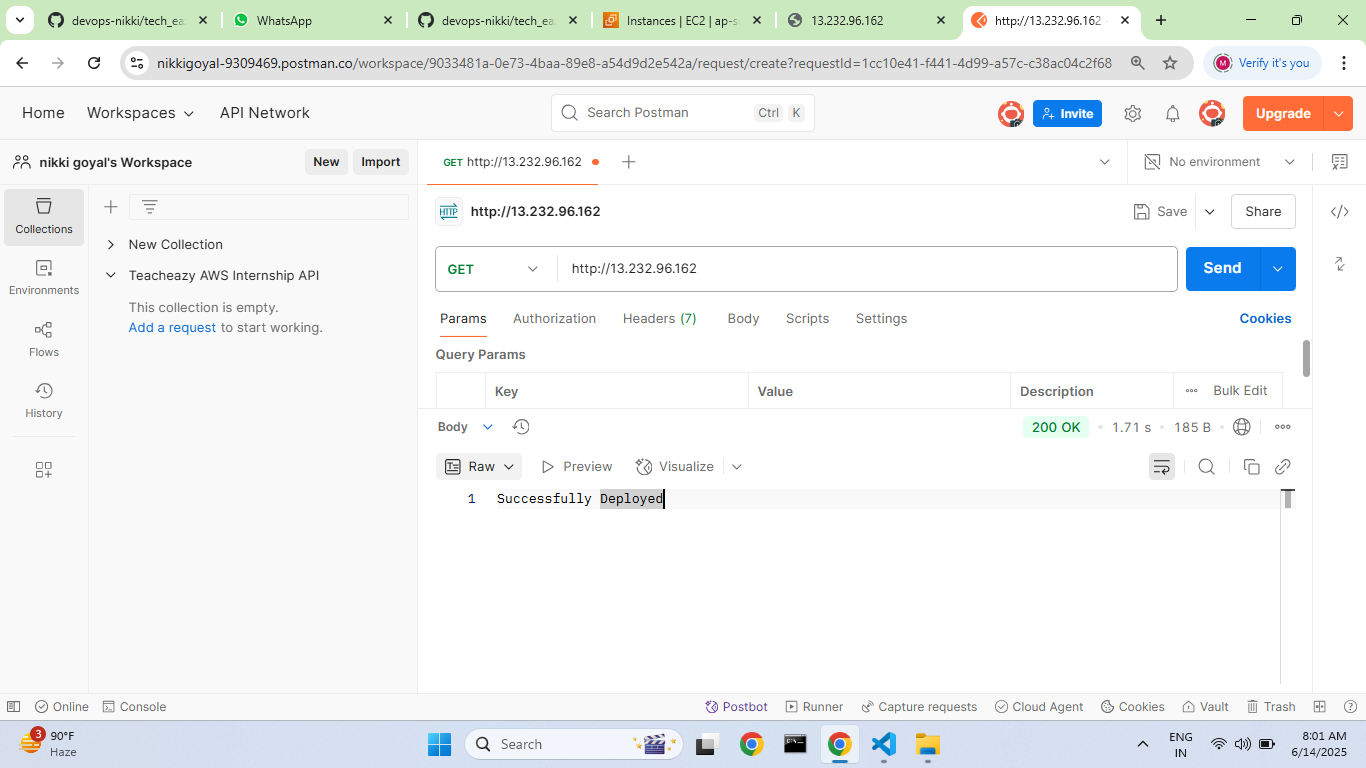 devops-nikki/tech_ea
WhatsApp
devops-nikki/tech_ea
Instances | EC2 | ap-s
13.232.96.162
http://13.232.96.162
nikkigoyal-9309469.postman.co/workspace/9033481a-0e73-4baa-89e8-a54d9d2e542a/request/create?requestId=1cc10e41-f441-4d99-a57c-c38ac04c2f68
M
Verify it's you
Home
Workspaces
API Network
Search Postman
Ctrl
K
Invite
Upgrade
nikki goyal's Workspace
New
Import
GET http://13.232.96.162
No environment
Collections
Environments
Flows
History
New Collection
Teacheazy AWS Internship API
This collection is empty.
Add a request to start working.
HTTP
http://13.232.96.162
Save
Share
GET
http://13.232.96.162
Send
Params
Authorization
Headers (7)
Body
Scripts
Settings
Cookies
Query Params
Key
Value
Description
Bulk Edit
Body
200 OK
1.71 s
185 B
Raw
Preview
Visualize
1
Successfully Deployed
Online
Console
Postbot
Runner
Capture requests
Cloud Agent
Cookies
Vault
Trash
3
90°F
Haze
Search
ENG
IN
8:01 AM
6/14/2025